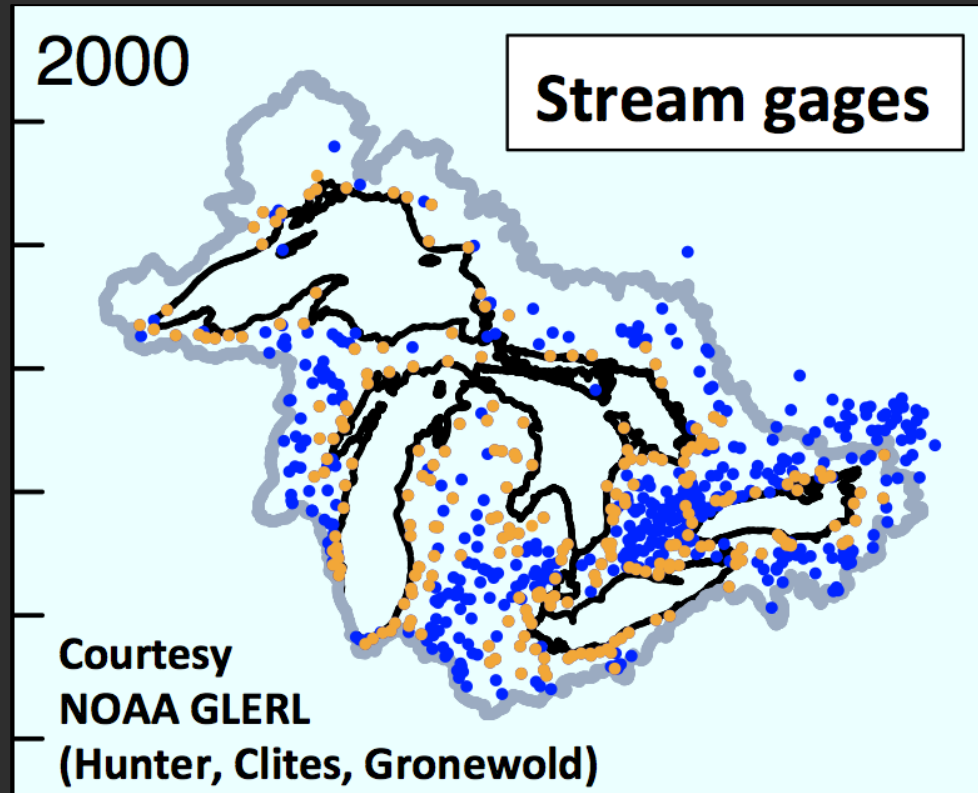 2000
Stream gages
Courtesy
NOAA GLERL
(Hunter, Clites, Gronewold)